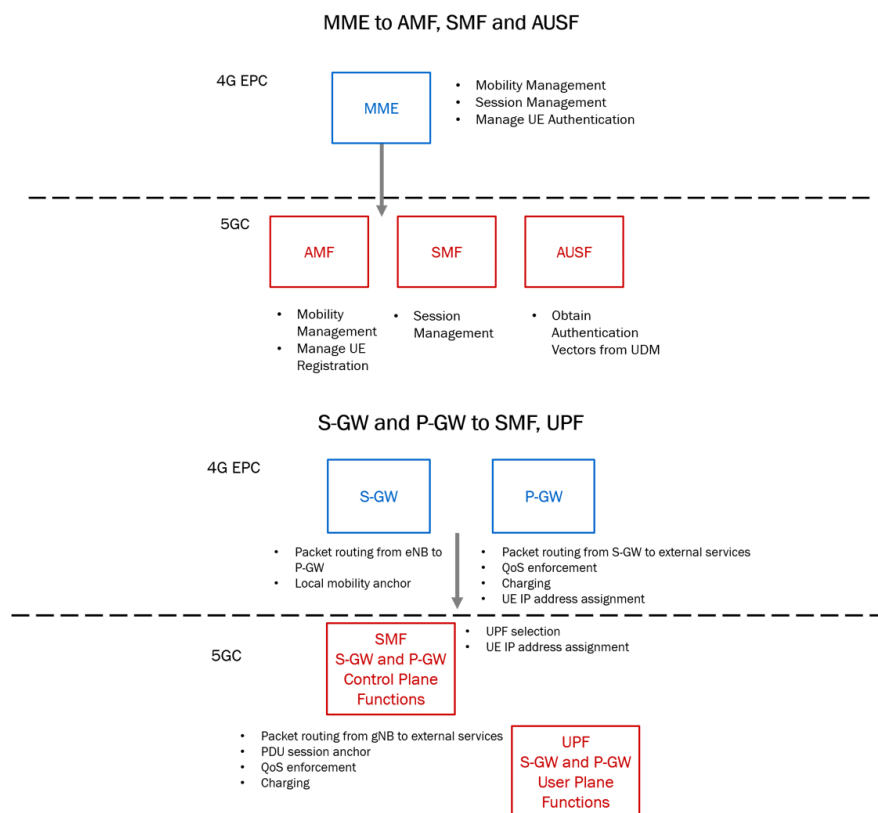 MME to AMF, SMF and AUSF
4G EPC
MME
• Mobility Management
• Session Management
• Manage UE Authentication
5GC
AMF
SMF
AUSF
• Mobility
Management
• Manage UE
Registration
• Session
Management
• Obtain
Authentication
Vectors from UDM
S-GW and P-GW to SMF, UPF
4G EPC
S-GW
P-GW
• Packet routing from eNB to
P-GW
• Local mobility anchor
• Packet routing from S-GW to external services
• QoS enforcement
• Charging
• UE IP address assignment
5GC
SMF
S-GW and P-GW
Control Plane
Functions
• UPF selection
• UE IP address assignment
• Packet routing from gNB to external services
• PDU session anchor
• QoS enforcement
• Charging
UPF
S-GW and P-GW
User Plane
Functions